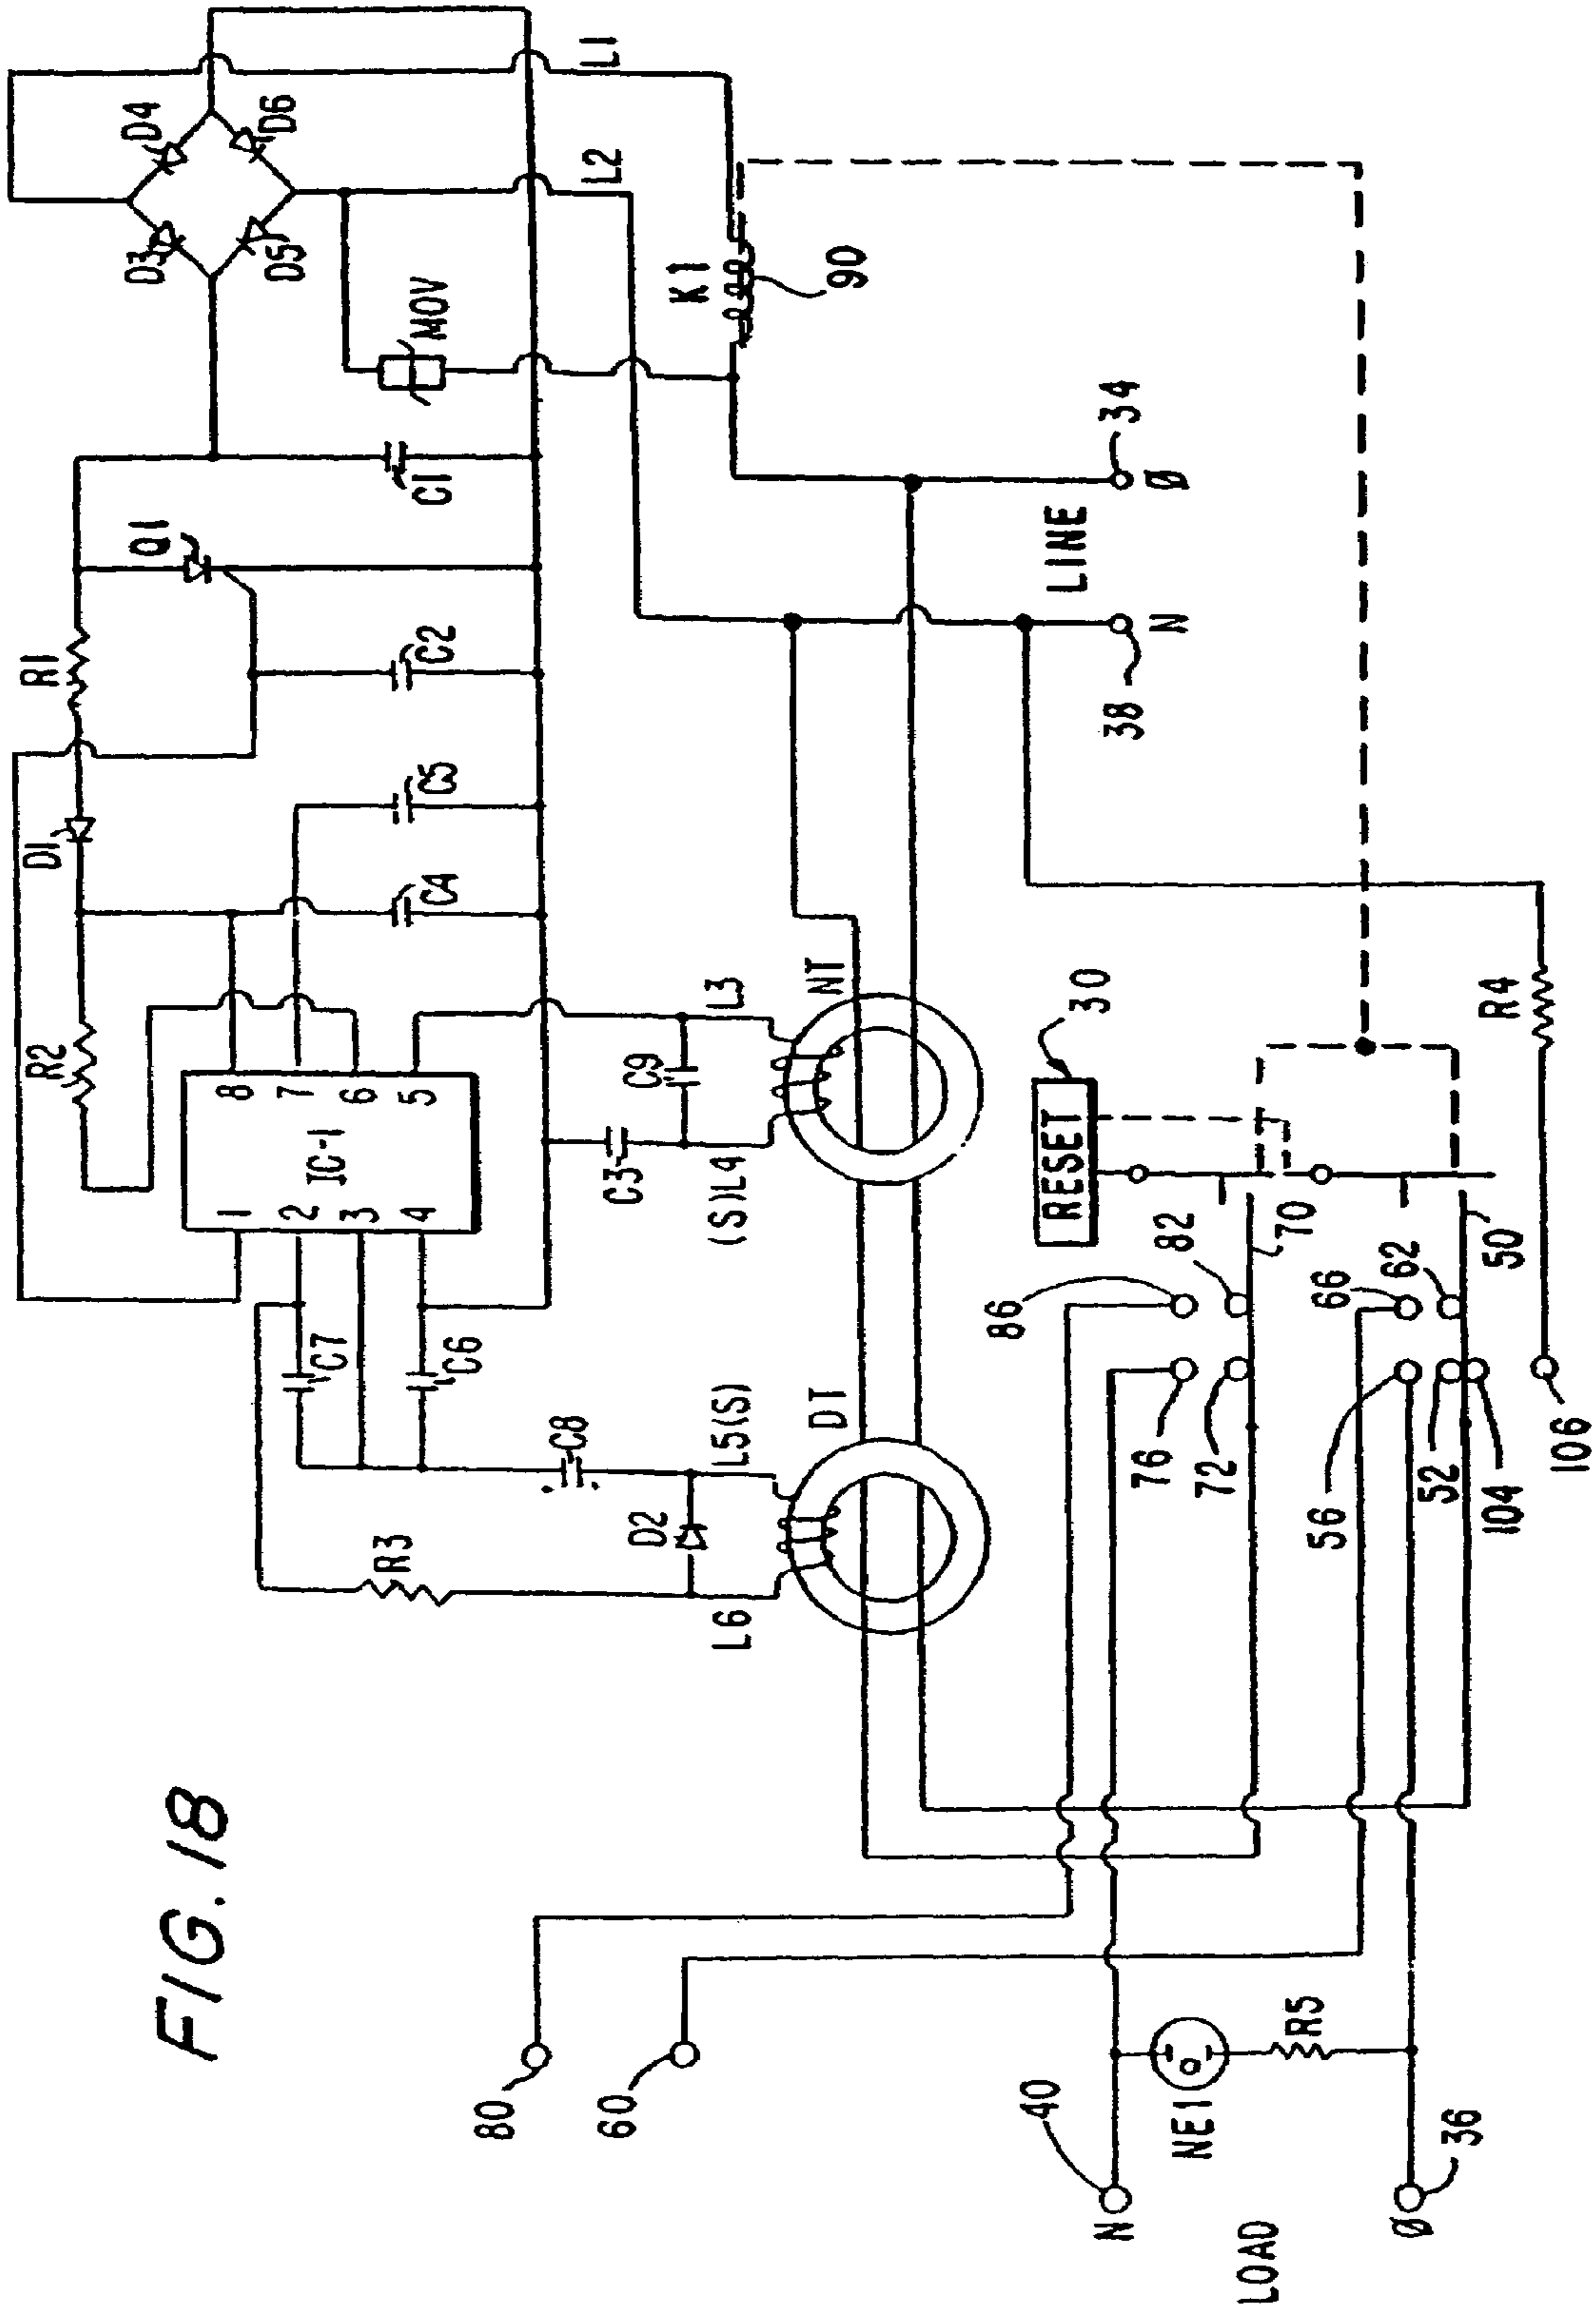 FIG. 18
80
60
40
N
NE1
R5
LOAD
Ø
36
R3
L6
D2
C8
L5(S)
DT
C7
C6
1
2
3
4
IC-1
8
7
6
5
R2
C3
(S)L4
C9
L3
NT
D1
C4
C5
R1
C2
Q1
C1
D3
D4
D5
D6
MOV
L1
L2
K1
90
34
Ø
LINE
N
38
30
RESET
86
82
70
76
72
66
62
50
56
52
104
106
R4